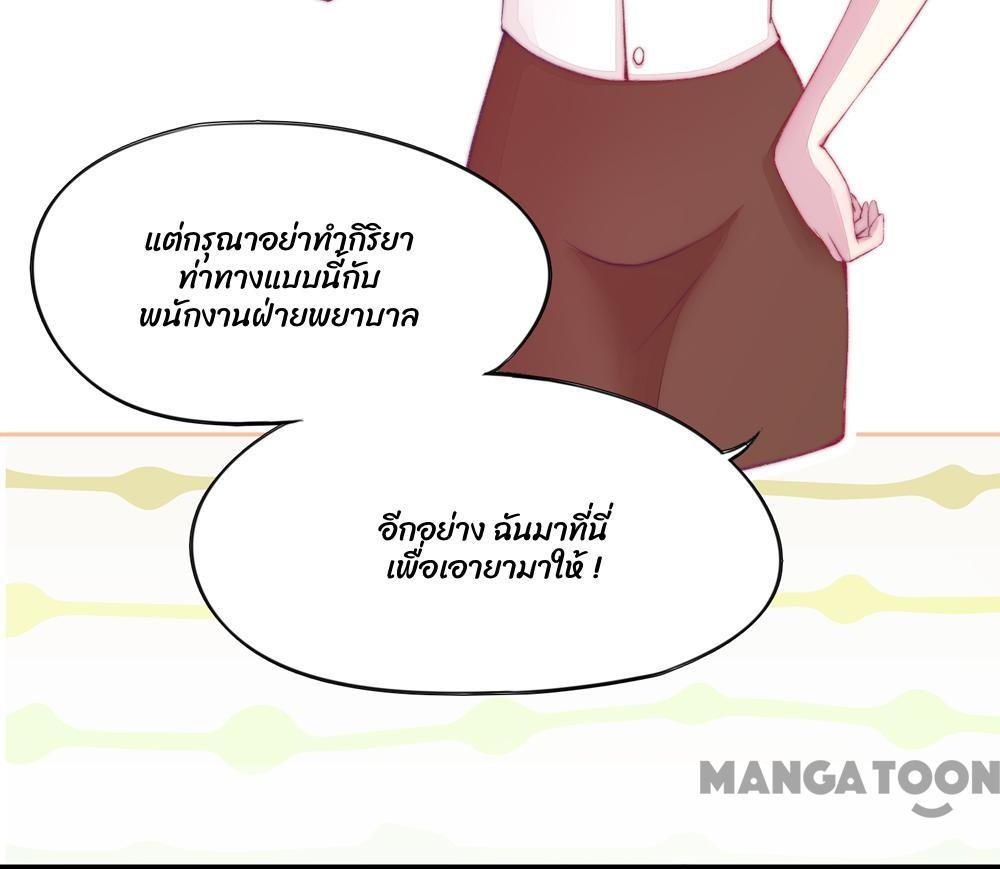 แต่กรุณาอย่าทำกิริยา
ท่าทางแบบนี้กับ
พนักงานฝ่ายพยาบาล
อีกอย่าง ฉันมาที่นี่
เพื่อเอายามาให้ !
MANGATOON